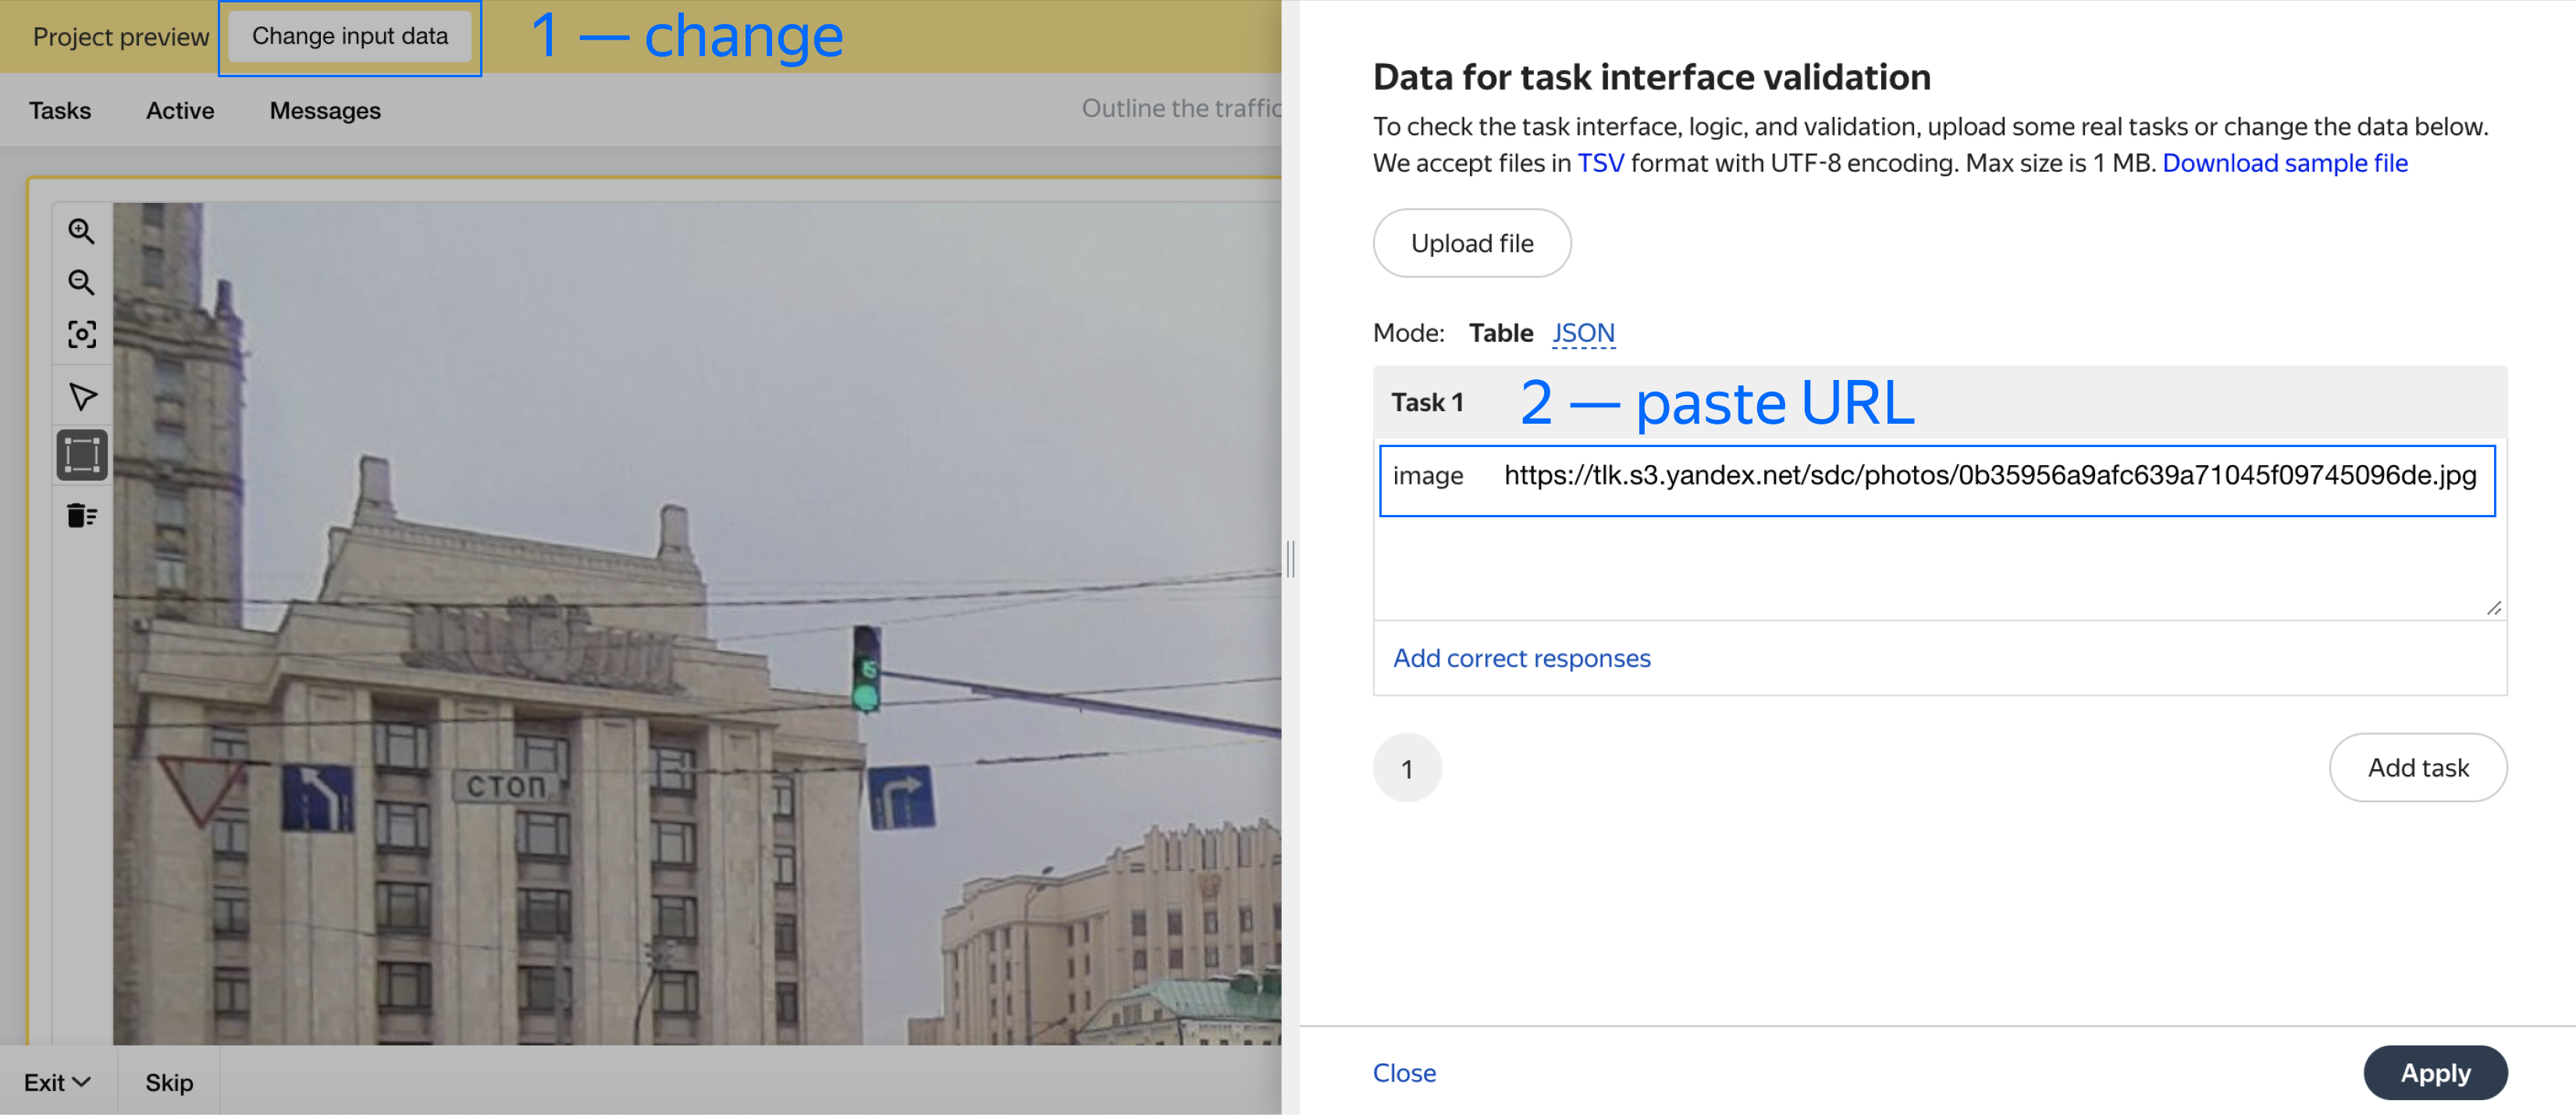 Project preview
Change input data
1 — change
Tasks
Active
Messages
Outline the traffic
5
СТОП
Exit
Skip
Data for task interface validation
To check the task interface, logic, and validation, upload some real tasks or change the data below.
We accept files in TSV format with UTF-8 encoding. Max size is 1 MB. Download sample file
Upload file
Mode: Table JSON
Task 1
2 — paste URL
image https://tlk.s3.yandex.net/sdc/photos/0b35956a9afc639a71045f09745096de.jpg
Add correct responses
1
Add task
Close
Apply